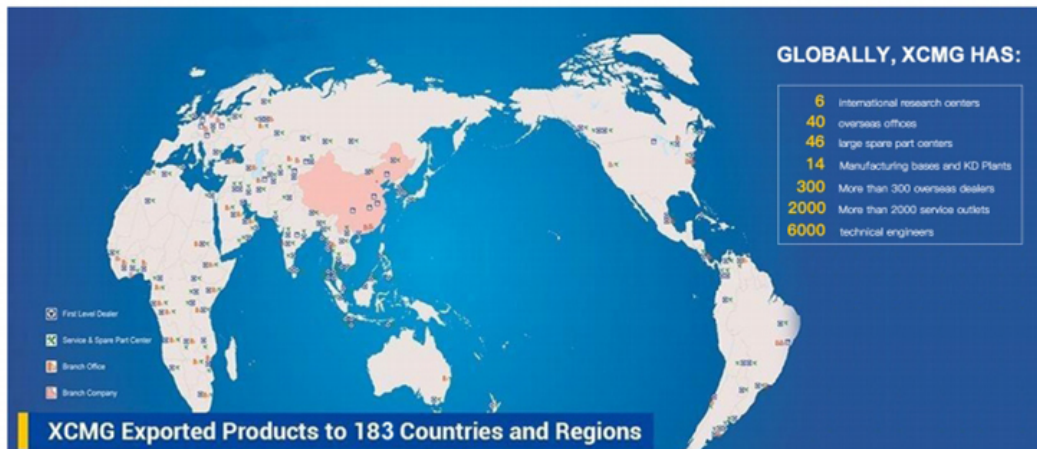 GLOBALLY, XCMG HAS:
6 international research centers
40 overseas offices
46 large spare part centers
14 Manufacturing bases and KD Plants
300 More than 300 overseas dealers
2000 More than 2000 service outlets
6000 technical engineers
First Level Dealer
Service & Spare Part Center
Branch Office
Branch Company
XCMG Exported Products to 183 Countries and Regions